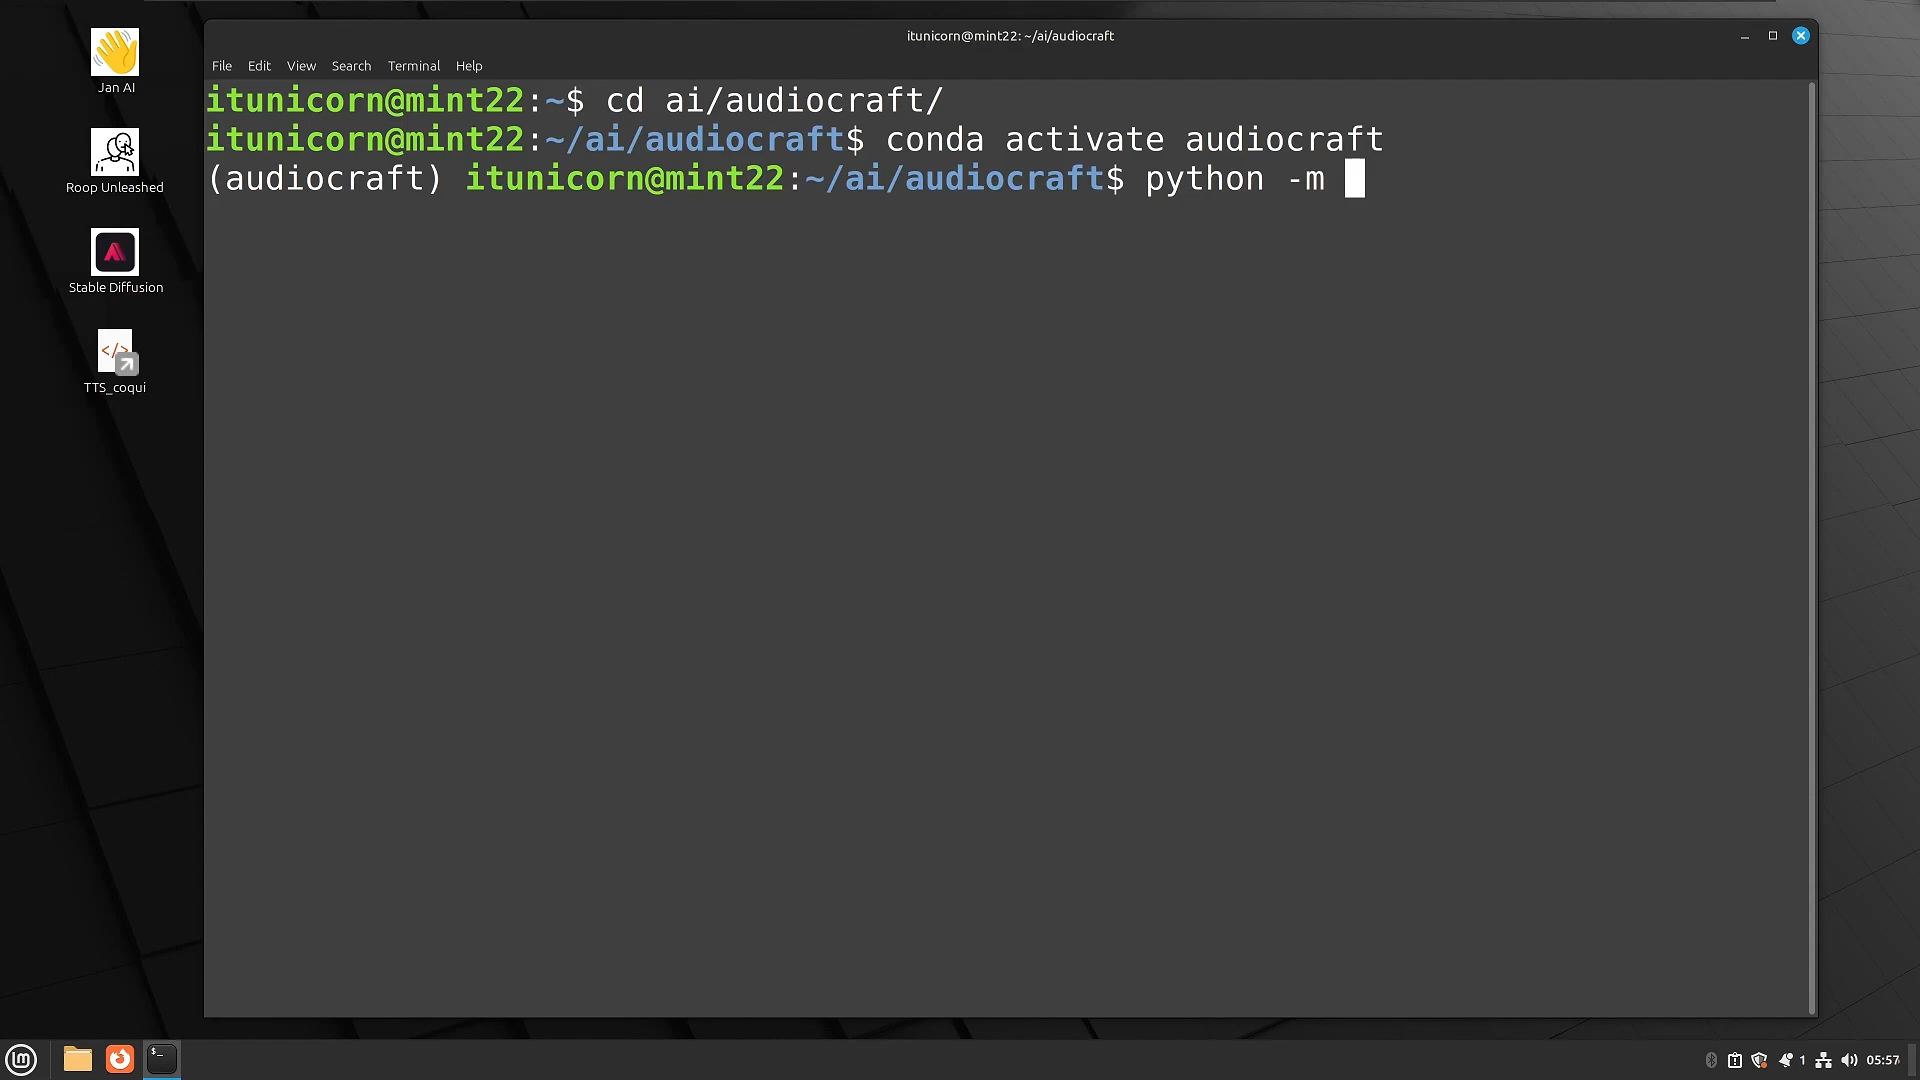 itunicorn@mint22: ~/ai/audiocraft
File Edit View Search Terminal Help
itunicorn@mint22:~$ cd ai/audiocraft/
itunicorn@mint22:~/ai/audiocraft$ conda activate audiocraft
(audiocraft) itunicorn@mint22:~/ai/audiocraft$ python -m
Jan AI
Roop Unleashed
Stable Diffusion
TTS_coqui
1
05:57